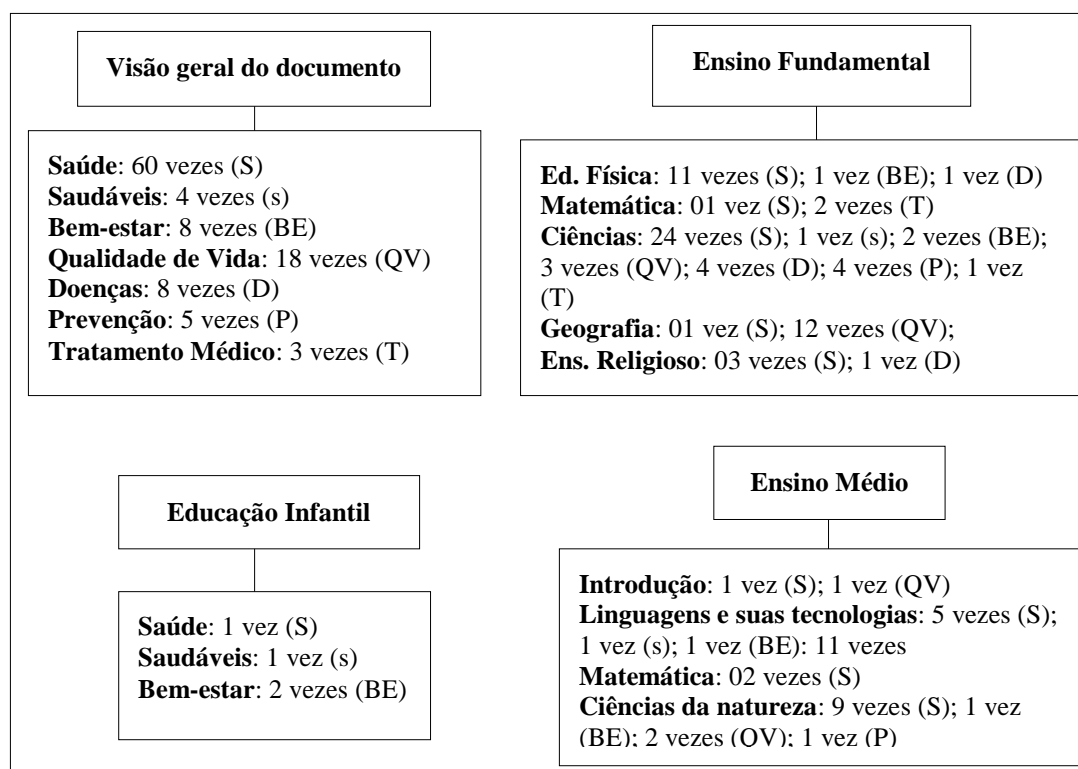 Visão geral do documento
Saúde: 60 vezes (S)
Saudáveis: 4 vezes (s)
Bem-estar: 8 vezes (BE)
Qualidade de Vida: 18 vezes (QV)
Doenças: 8 vezes (D)
Prevenção: 5 vezes (P)
Tratamento Médico: 3 vezes (T)
Ensino Fundamental
Ed. Física: 11 vezes (S); 1 vez (BE); 1 vez (D)
Matemática: 01 vez (S); 2 vezes (T)
Ciências: 24 vezes (S); 1 vez (s); 2 vezes (BE);
3 vezes (QV); 4 vezes (D); 4 vezes (P); 1 vez
(T)
Geografia: 01 vez (S); 12 vezes (QV);
Ens. Religioso: 03 vezes (S); 1 vez (D)
Educação Infantil
Saúde: 1 vez (S)
Saudáveis: 1 vez (s)
Bem-estar: 2 vezes (BE)
Ensino Médio
Introdução: 1 vez (S); 1 vez (QV)
Linguagens e suas tecnologias: 5 vezes (S);
1 vez (s); 1 vez (BE): 11 vezes
Matemática: 02 vezes (S)
Ciências da natureza: 9 vezes (S); 1 vez
(BE); 2 vezes (QV); 1 vez (P)